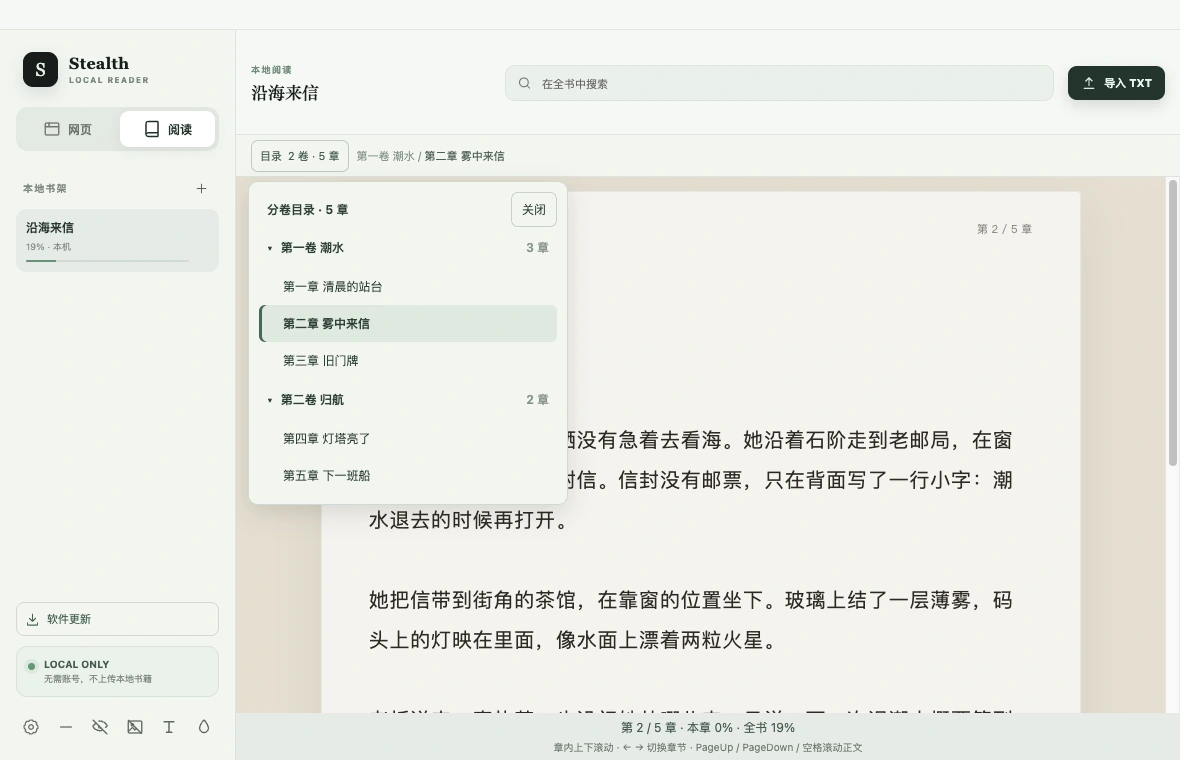 S
Stealth
LOCAL READER
网页
阅读
本地书架
沿海来信
19% · 本机
软件更新
LOCAL ONLY
无需账号，不上传本地书籍
本地阅读
沿海来信
在全书中搜索
导入 TXT
目录 2 卷 · 5 章
第一卷 潮水 / 第二章 雾中来信
分卷目录 · 5 章
关闭
第一卷 潮水
3 章
第一章 清晨的站台
第二章 雾中来信
第三章 旧门牌
第二卷 归航
2 章
第四章 灯塔亮了
第五章 下一班船
第 2 / 5 章
没有急着去看海。她沿着石阶走到老邮局，在窗
信。信封没有邮票，只在背面写了一行小字：潮
水退去的时候再打开。
她把信带到街角的茶馆，在靠窗的位置坐下。玻璃上结了一层薄雾，码
头上的灯映在里面，像水面上漂着两粒火星。
第 2 / 5 章 · 本章 0% · 全书 19%
章内上下滚动 · ← → 切换章节 · PageUp / PageDown / 空格滚动正文